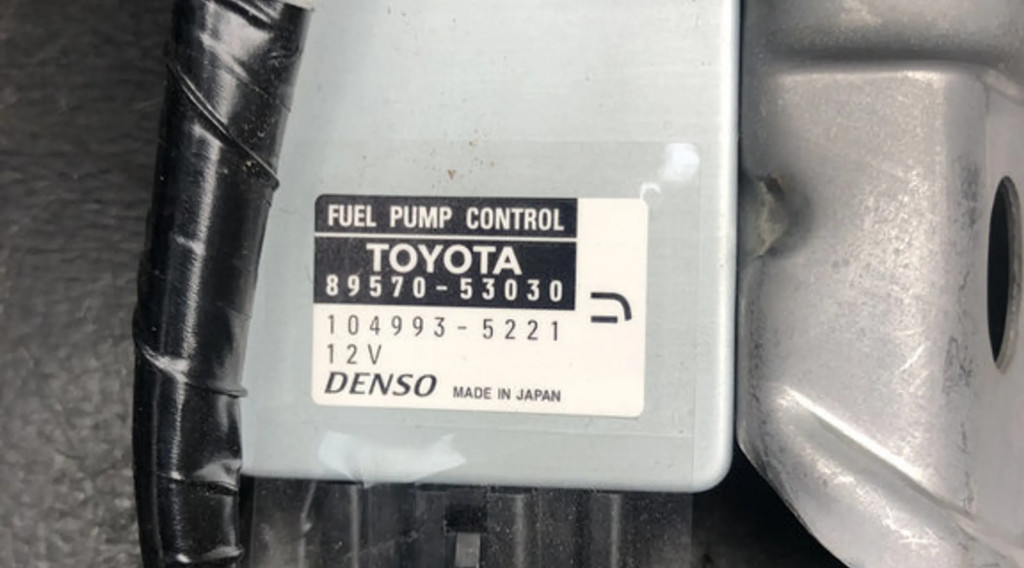 FUEL PUMP CONTROL
TOYOTA
89570-53030
104993-5221
12V
DENSO MADE IN JAPAN